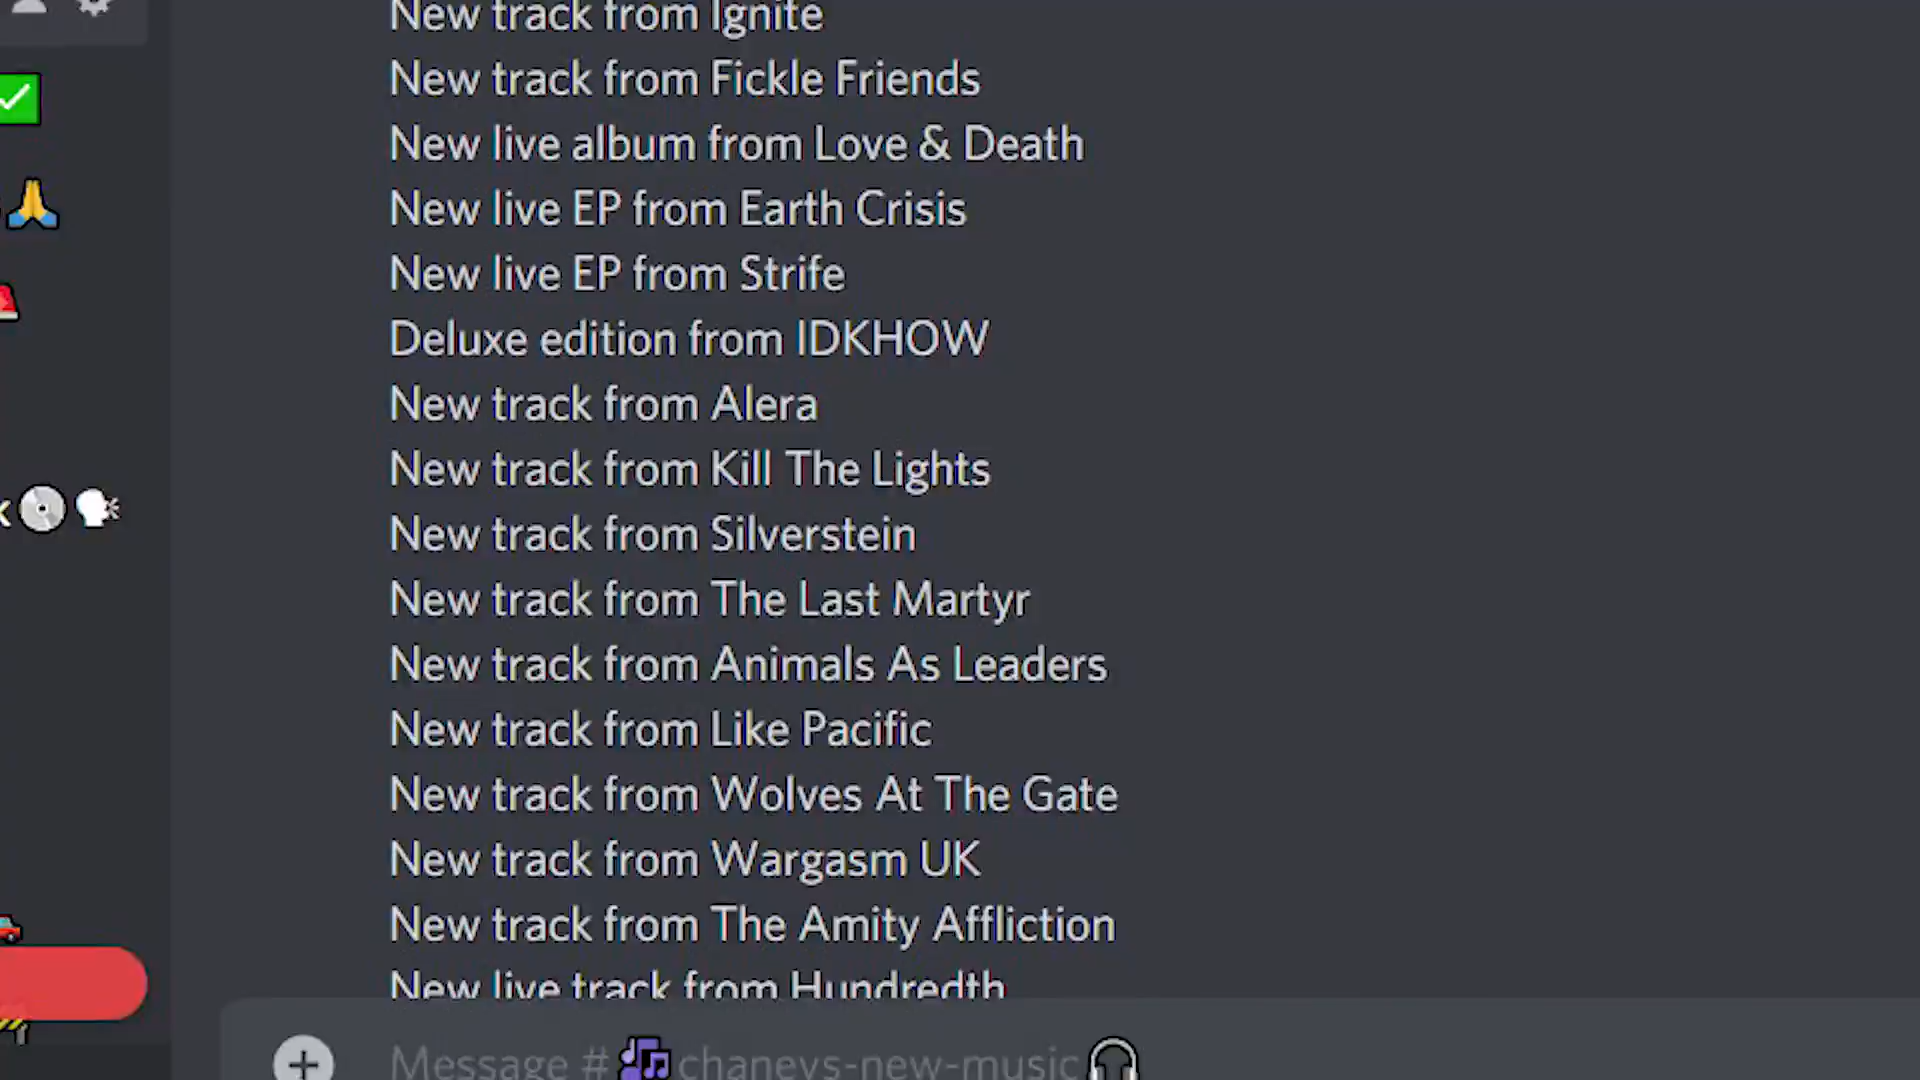 New track from Ignite
New track from Fickle Friends
New live album from Love & Death
New live EP from Earth Crisis
New live EP from Strife
Deluxe edition from IDKHOW
New track from Alera
New track from Kill The Lights
New track from Silverstein
New track from The Last Martyr
New track from Animals As Leaders
New track from Like Pacific
New track from Wolves At The Gate
New track from Wargasm UK
New track from The Amity Affliction
New live track from Hundredth
Message # chaneys-new-music